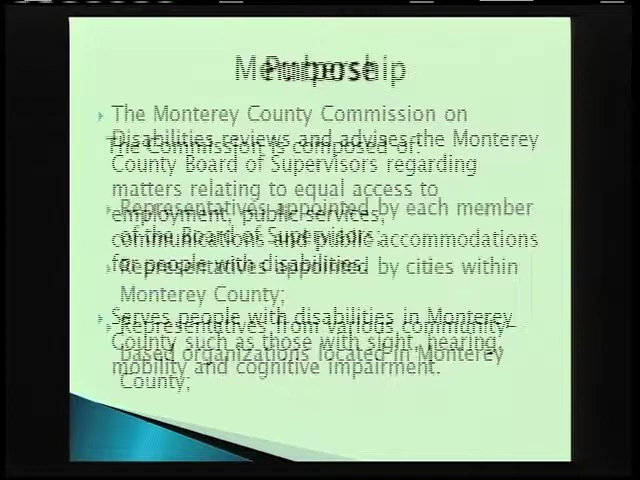 Membership
Purpose
The Monterey County Commission on
Disabilities reviews and advises the Monterey
County Board of Supervisors regarding
matters relating to equal access to
employment, public services,
communications and public accommodations
for people with disabilities.
Serves people with disabilities in Monterey
County such as those with sight, hearing,
mobility and cognitive impairment.
The Commission is composed of:
Representatives appointed by each member
of the Board of Supervisors;
Representatives appointed by cities within
Monterey County;
Representatives from various community-
based organizations located in Monterey
County;